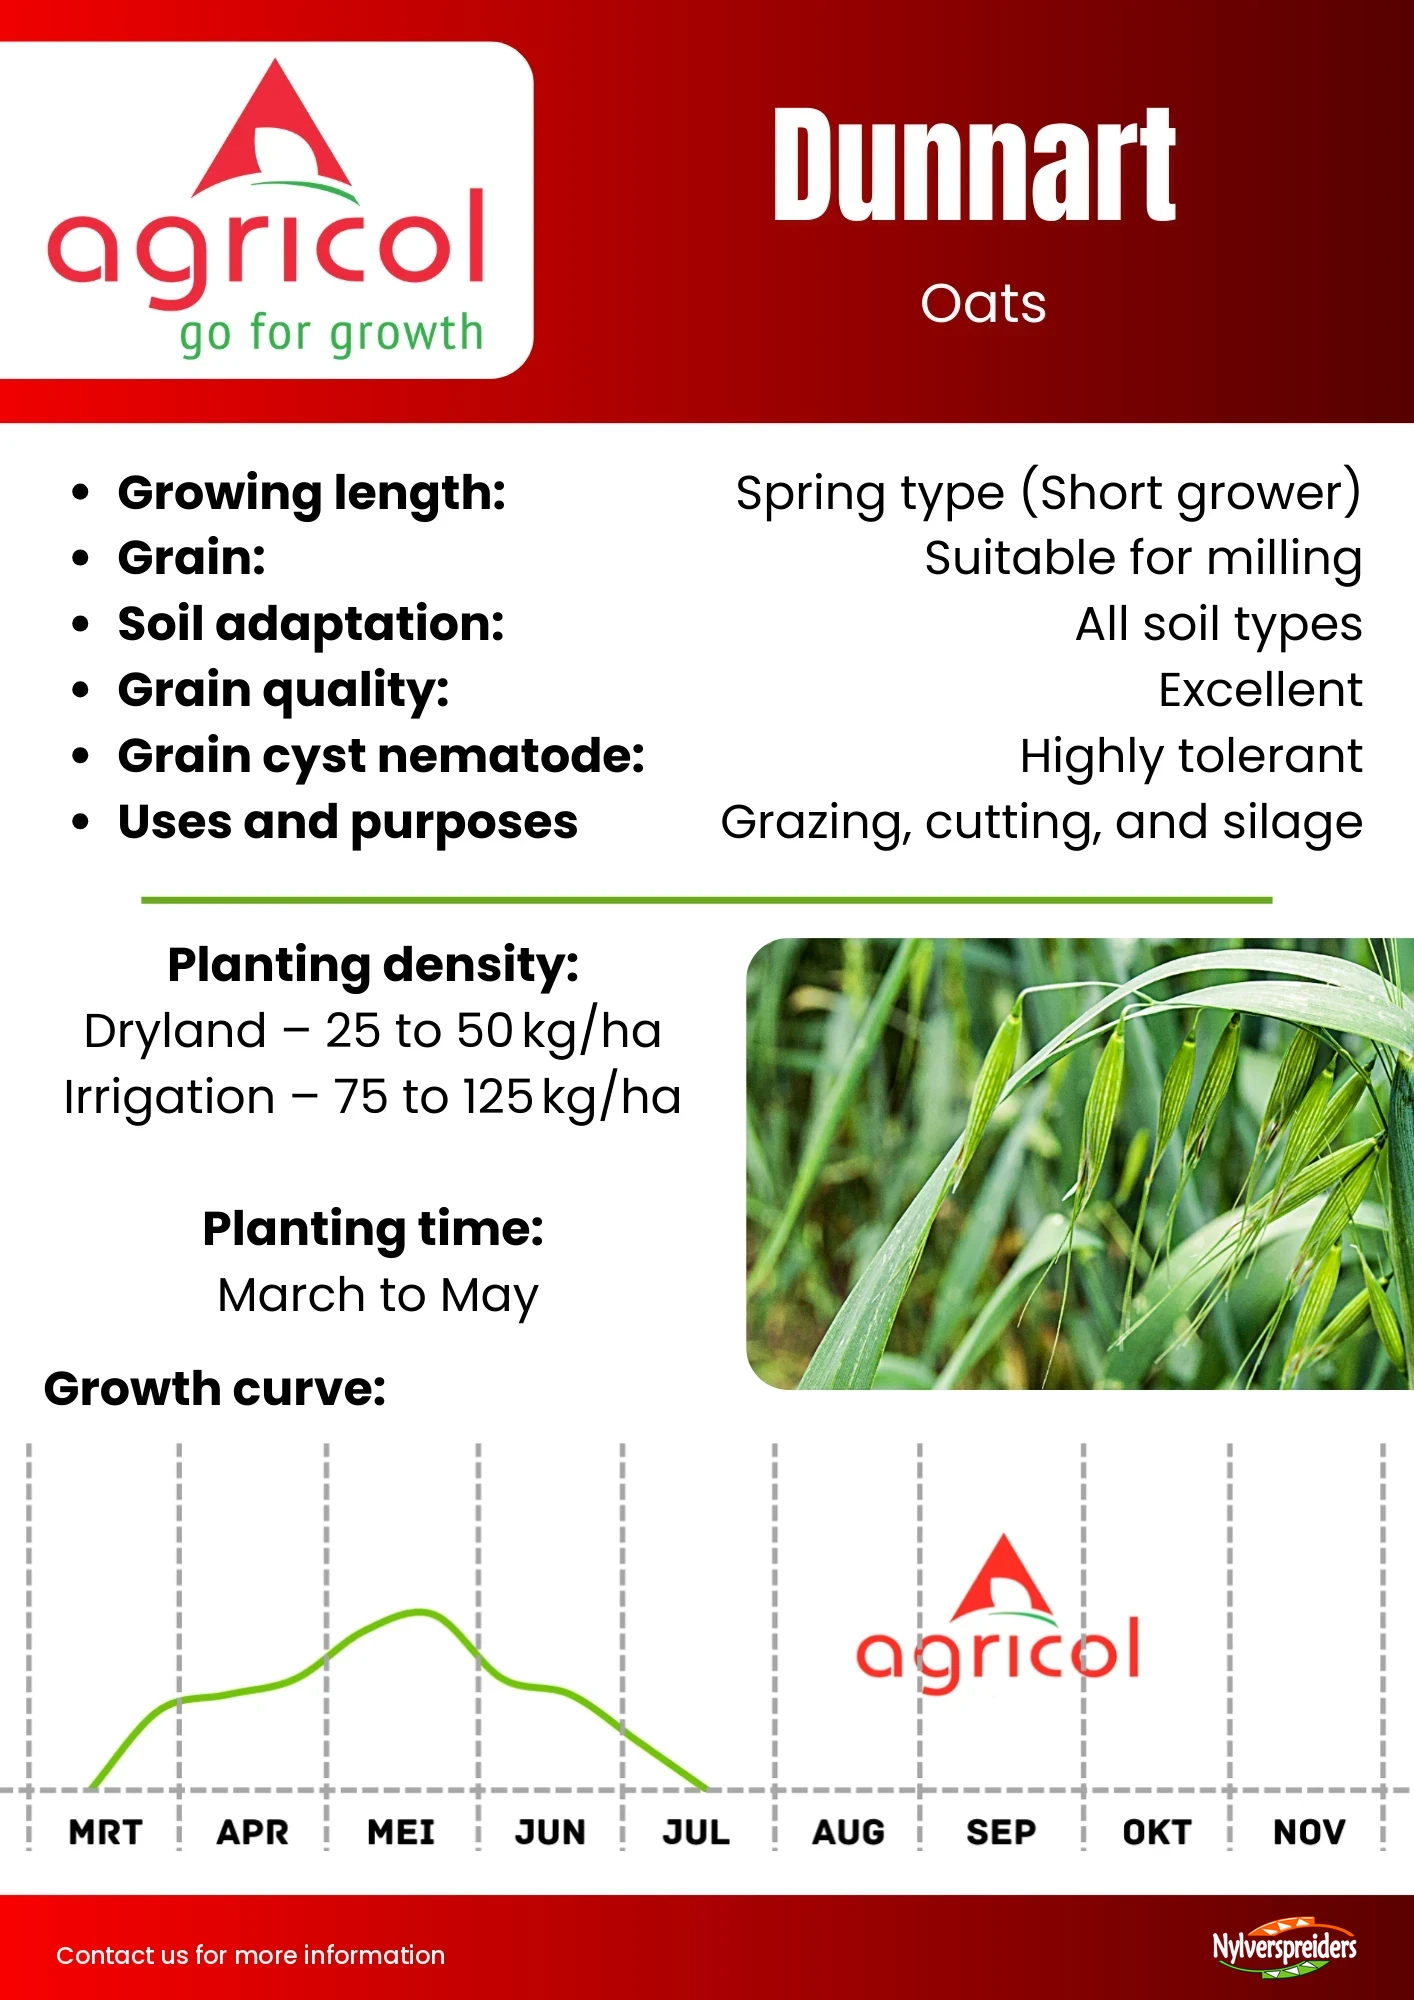 agricol
go for growth
Dunnart
Oats
Growing length: Spring type (Short grower)
Grain: Suitable for milling
Soil adaptation: All soil types
Grain quality: Excellent
Grain cyst nematode: Highly tolerant
Uses and purposes Grazing, cutting, and silage
Planting density:
Dryland – 25 to 50 kg/ha
Irrigation – 75 to 125 kg/ha
Planting time:
March to May
Growth curve:
agricol
MRT APR MEI JUN JUL AUG SEP OKT NOV
Contact us for more information
Nylverspreiders